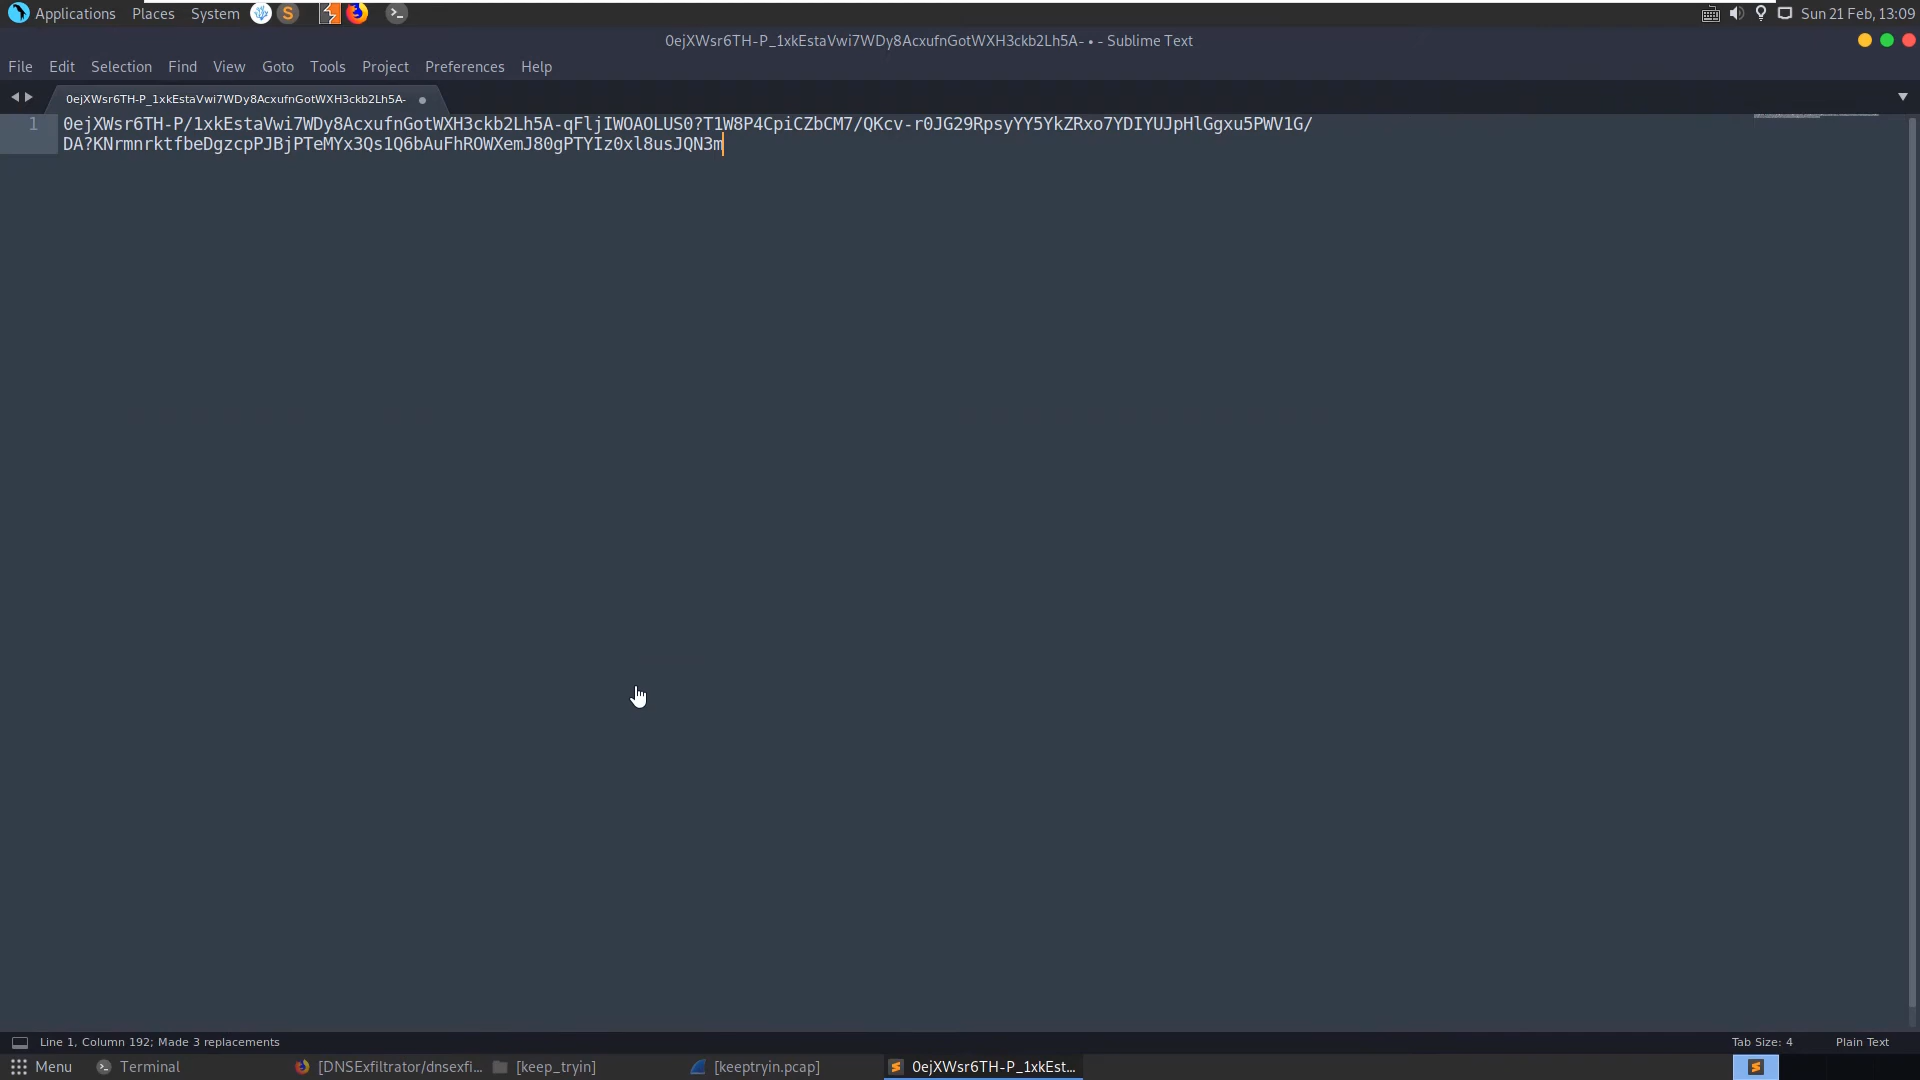 Applications Places System Sun 21 Feb, 13:09
0ejXWsr6TH-P_1xkEstaVwi7WDy8AcxufnGotWXH3ckb2Lh5A- • - Sublime Text
File Edit Selection Find View Goto Tools Project Preferences Help
0ejXWsr6TH-P_1xkEstaVwi7WDy8AcxufnGotWXH3ckb2Lh5A-
1 0ejXWsr6TH-P/1xkEstaVwi7WDy8AcxufnGotWXH3ckb2Lh5A-qFljIWOAOLUS0?T1W8P4CpiCZbCM7/QKcv-r0JG29RpsyYY5YkZRxo7YDIYUJpHlGgxu5PWV1G/
DA?KNrmnrktfbeDgzcpPJBjPTeMYx3Qs1Q6bAuFhROWXemJ80gPTYIz0xl8usJQN3m
Line 1, Column 192; Made 3 replacements Tab Size: 4 Plain Text
Menu Terminal [DNSExfiltrator/dnsexfi... [keep_tryin] [keeptryin.pcap] 0ejXWsr6TH-P_1xkEst...